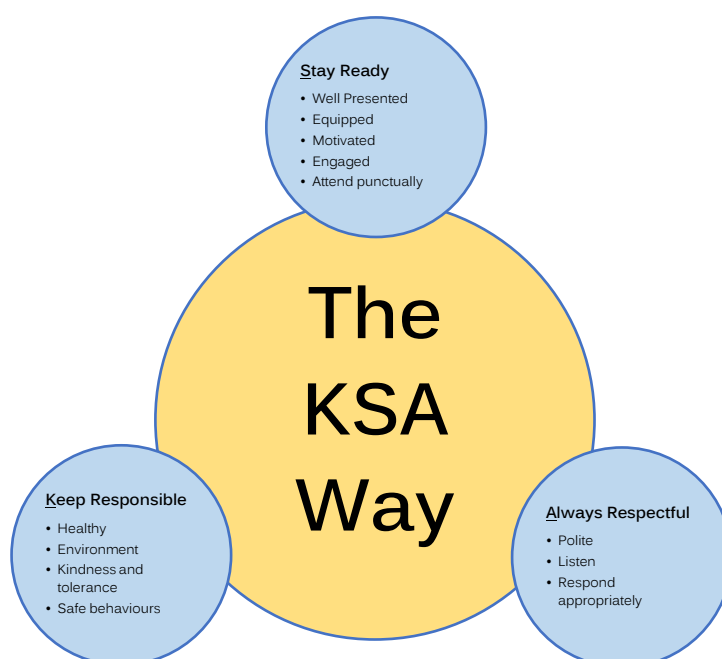 Stay Ready
• Well Presented
• Equipped
• Motivated
• Engaged
• Attend punctually
The
KSA
Way
Keep Responsible
• Healthy
• Environment
• Kindness and
tolerance
• Safe behaviours
Always Respectful
• Polite
• Listen
• Respond
appropriately